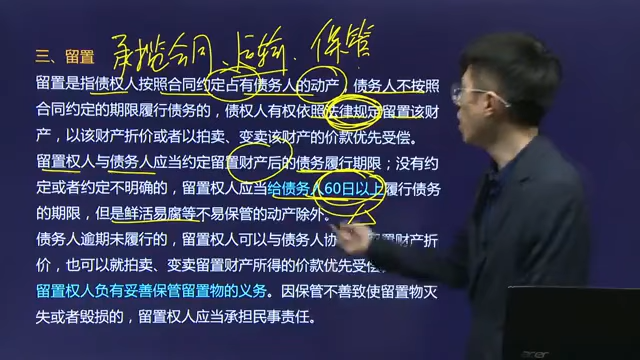 承揽合同、运输、保管
三、留置
留置是指债权人按照合同约定占有债务人的动产，债务人不按照
合同约定的期限履行债务的，债权人有权依照法律规定留置该财
产，以该财产折价或者以拍卖、变卖该财产的价款优先受偿。
留置权人与债务人应当约定留置财产后的债务履行期限；没有约
定或者约定不明确的，留置权人应当给债务人60日以上履行债务
的期限，但是鲜活易腐等不易保管的动产除外。
债务人逾期未履行的，留置权人可以与债务人协 留置财产折
价，也可以就拍卖、变卖留置财产所得的价款优先受偿
留置权人负有妥善保管留置物的义务。因保管不善致使留置物灭
失或者毁损的，留置权人应当承担民事责任。
acer